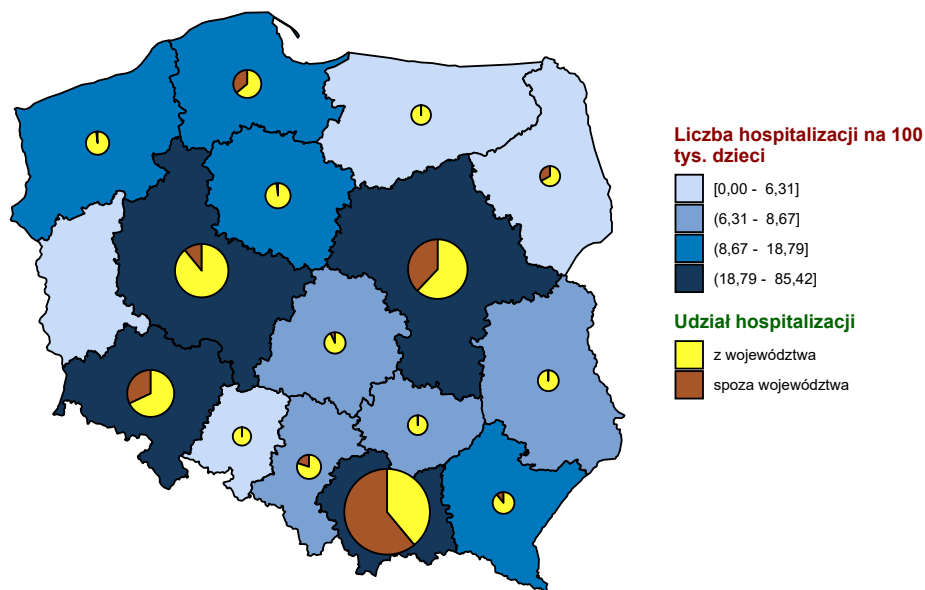 Liczba hospitalizacji na 100
tys. dzieci
[0,00 - 6,31]
(6,31 - 8,67]
(8,67 - 18,79]
(18,79 - 85,42]
Udział hospitalizacji
z województwa
spoza województwa